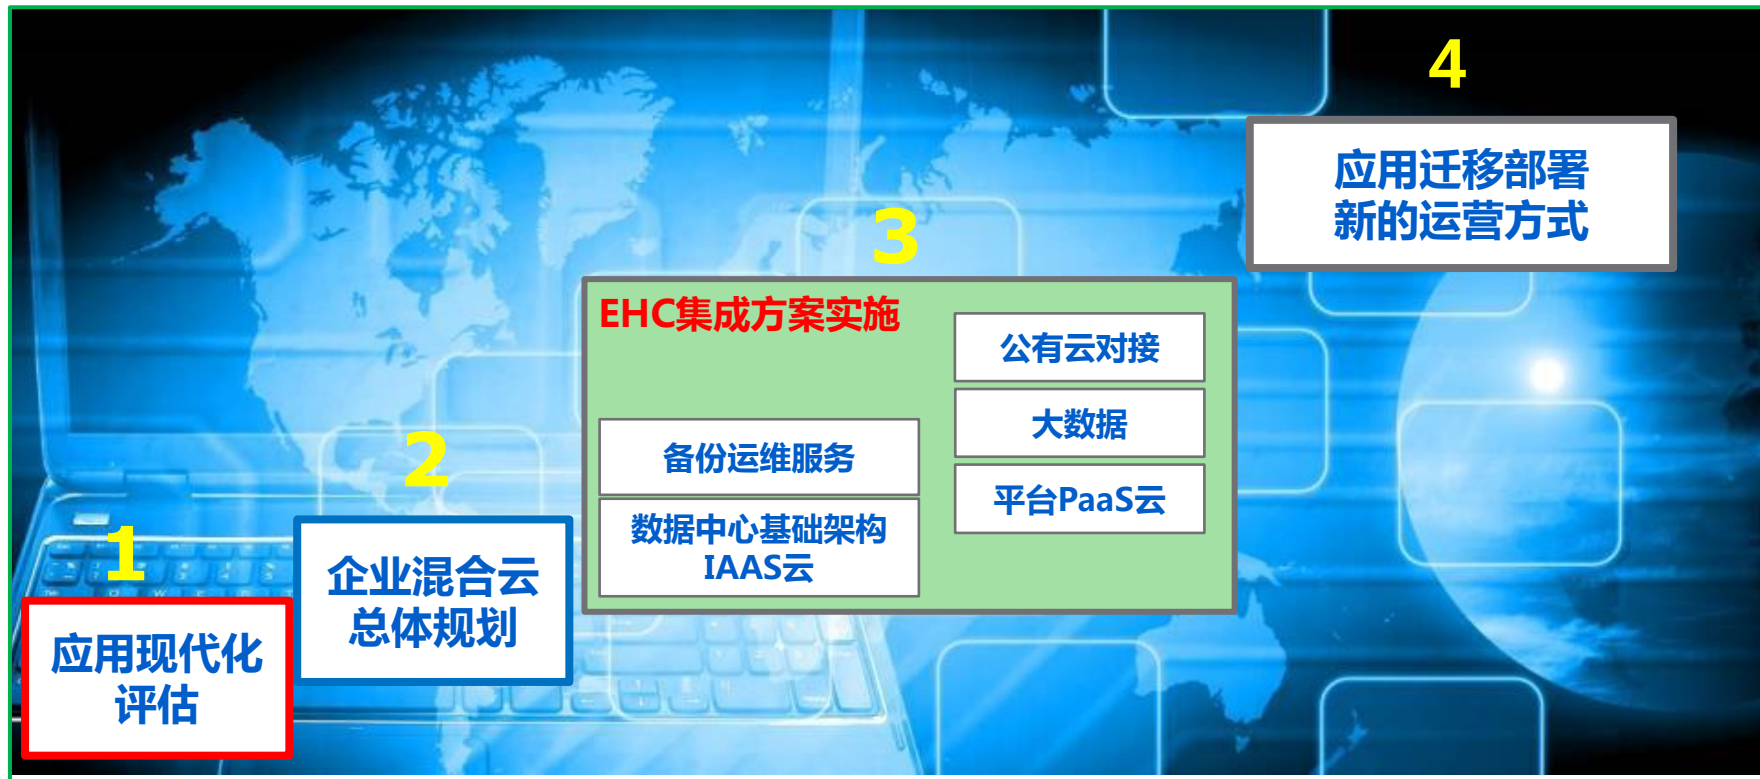 1
应用现代化
评估
2
企业混合云
总体规划
3
EHC集成方案实施
备份运维服务
数据中心基础架构
IAAS云
公有云对接
大数据
平台PaaS云
4
应用迁移部署
新的运营方式